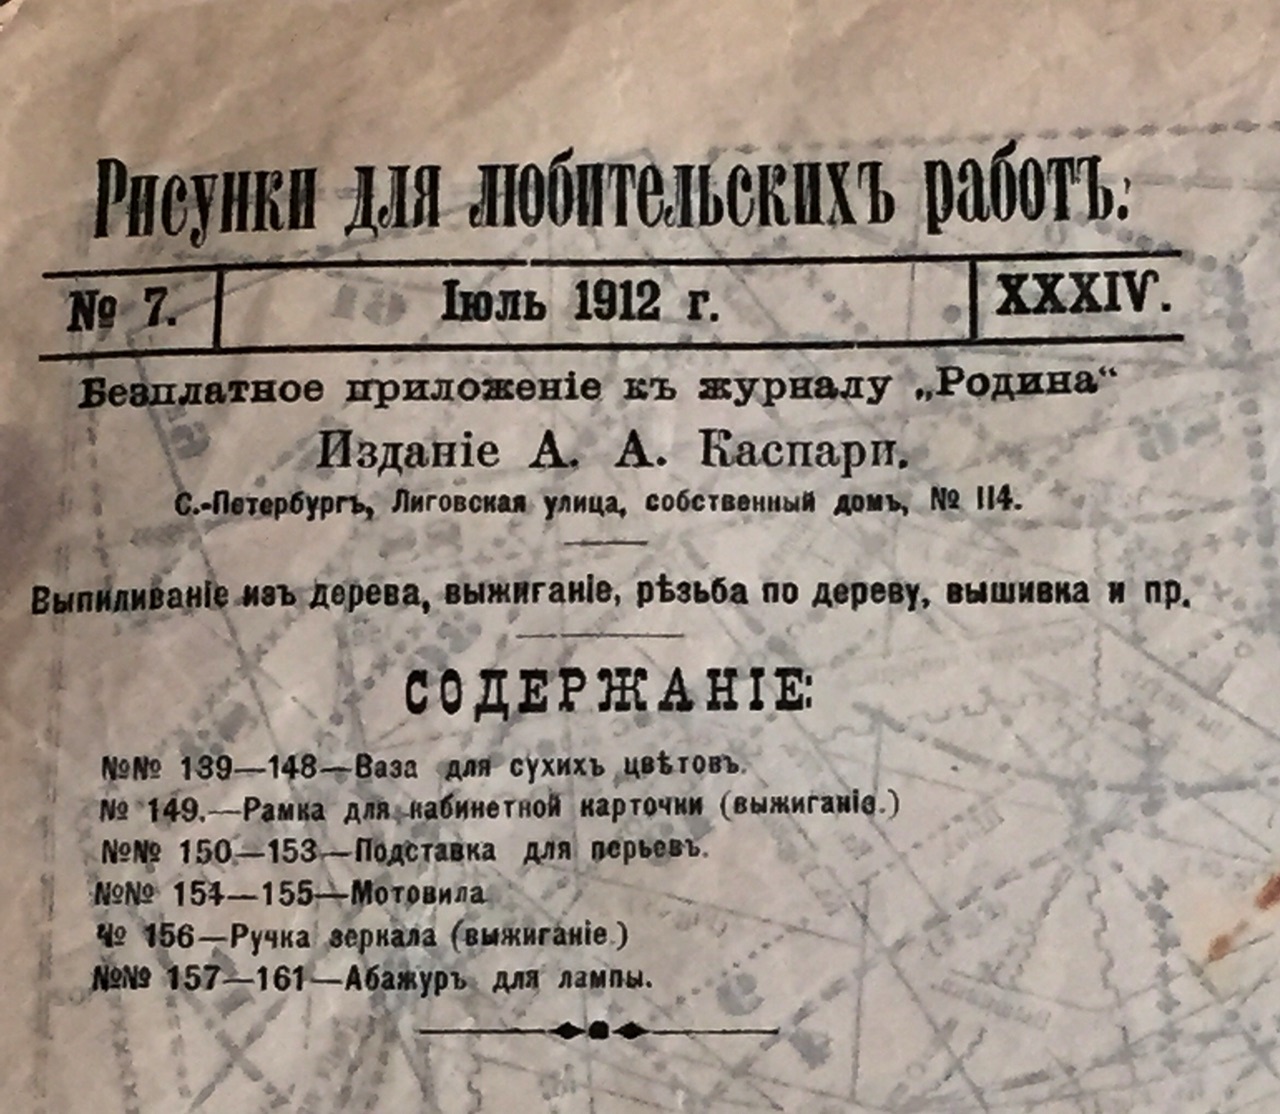 Рисунки для любительскихъ работъ:
№ 7. Іюль 1912 г. XXXIV.
Безплатное приложеніе къ журналу „Родина“
Изданіе А. А. Каспари.
С.-Петербургъ, Лиговская улица, собственный домъ, № 114.
Выпиливаніе изъ дерева, выжиганіе, рѣзьба по дереву, вышивка и пр.
СОДЕРЖАНІЕ:
№№ 139—148—Ваза для сухихъ цвѣтовъ.
№ 149.—Рамка для кабинетной карточки (выжиганіе.)
№№ 150—153—Подставка для перьевъ.
№№ 154—155—Мотовила
№ 156—Ручка зеркала (выжиганіе.)
№№ 157—161—Абажуръ для лампы.